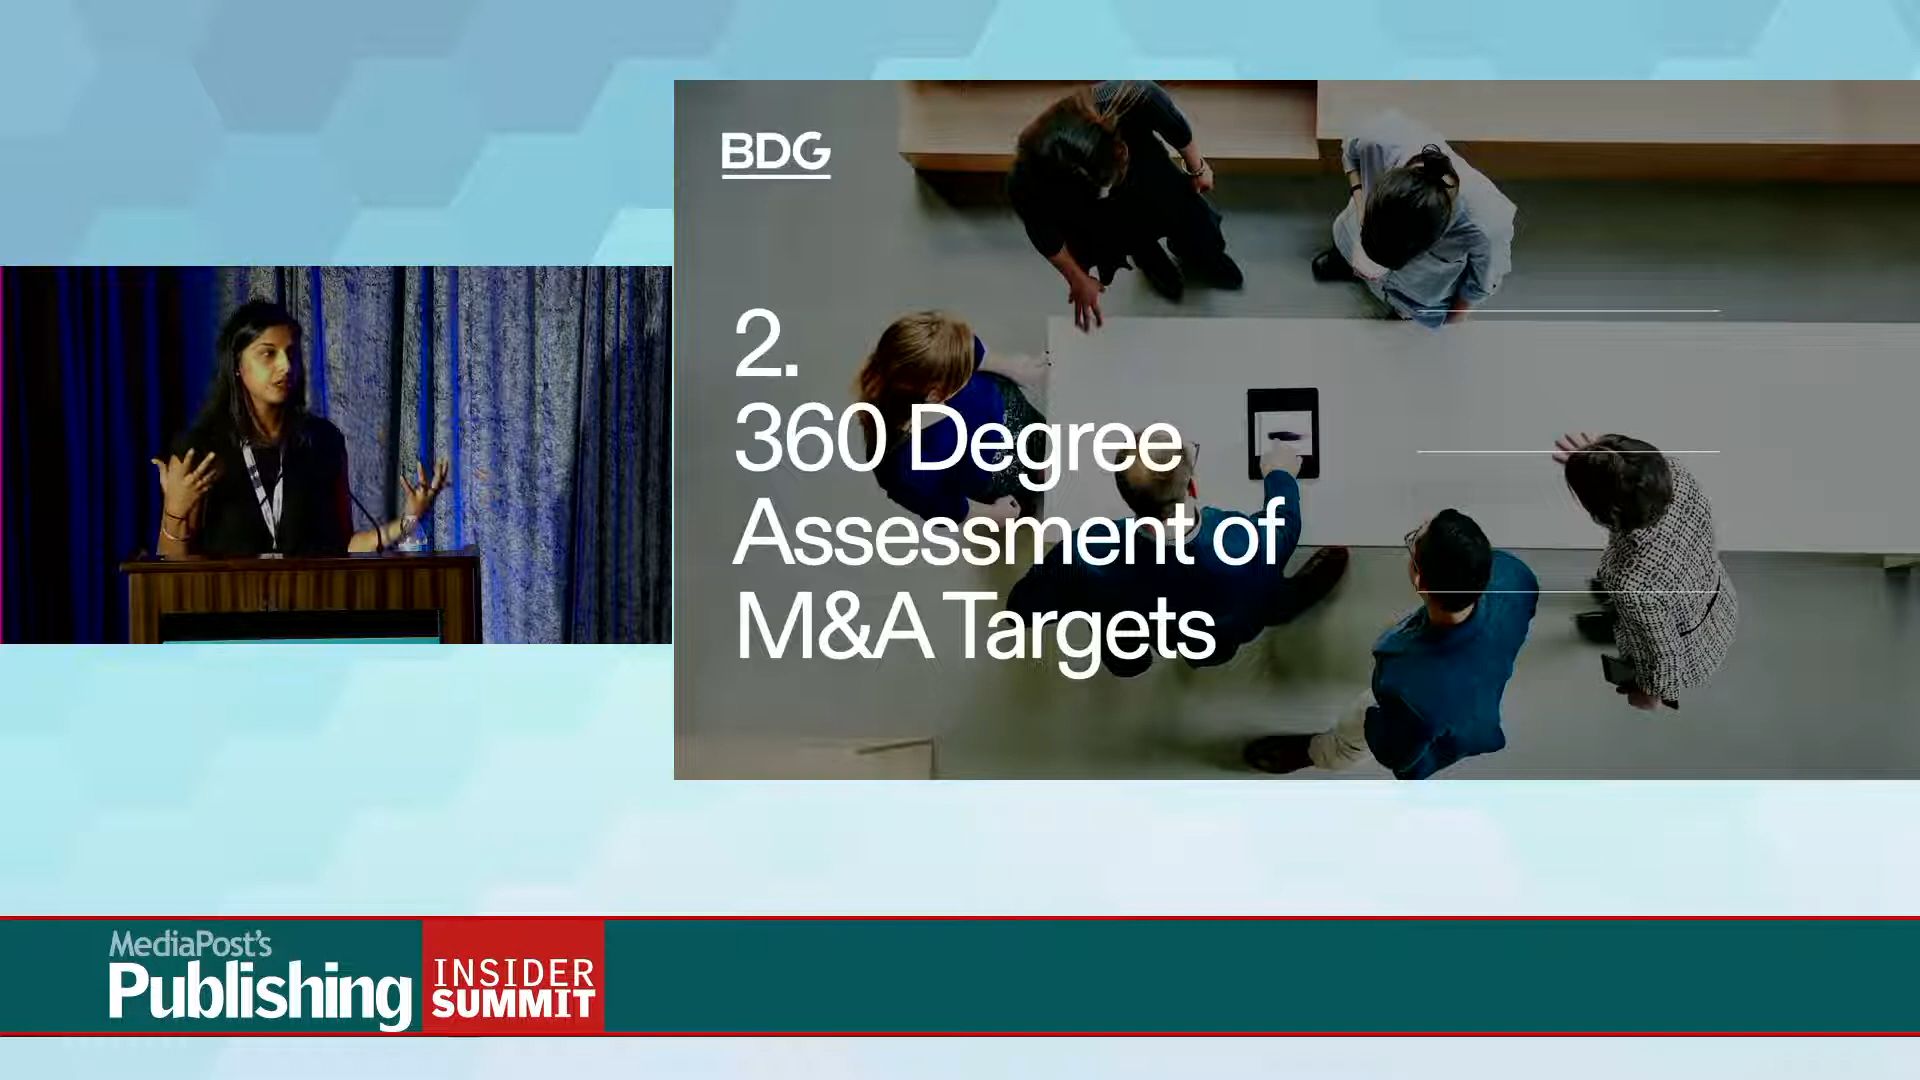 BDG
2.
360 Degree
Assessment of
M&A Targets
MediaPost's
Publishing
INSIDER
SUMMIT